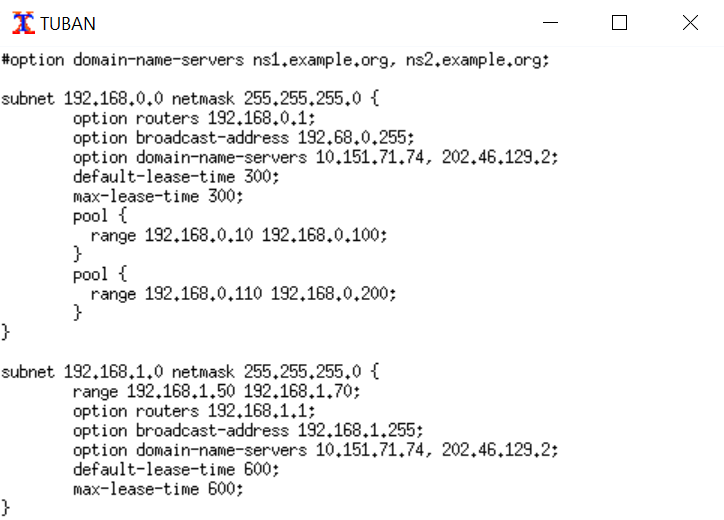 TUBAN
#option domain-name-servers ns1.example.org, ns2.example.org;
subnet 192.168.0.0 netmask 255.255.255.0 {
option routers 192.168.0.1;
option broadcast-address 192.68.0.255;
option domain-name-servers 10.151.71.74, 202.46.129.2;
default-lease-time 300;
max-lease-time 300;
pool {
range 192.168.0.10 192.168.0.100;
}
pool {
range 192.168.0.110 192.168.0.200;
}
}
subnet 192.168.1.0 netmask 255.255.255.0 {
range 192.168.1.50 192.168.1.70;
option routers 192.168.1.1;
option broadcast-address 192.168.1.255;
option domain-name-servers 10.151.71.74, 202.46.129.2;
default-lease-time 600;
max-lease-time 600;
}